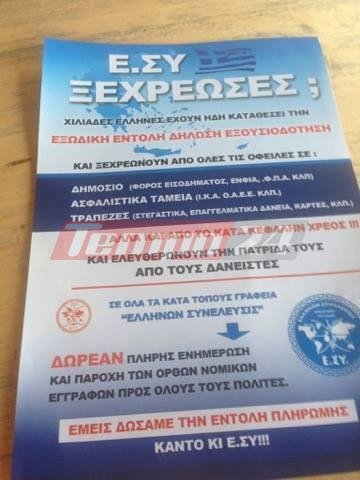 Ε.ΣΥ
ΞΕΧΡΕΩΣΕΣ ;
ΧΙΛΙΑΔΕΣ ΕΛΛΗΝΕΣ ΕΧΟΥΝ ΗΔΗ ΚΑΤΑΘΕΣΕΙ ΤΗΝ
ΕΞΩΔΙΚΗ ΕΝΤΟΛΗ ΔΗΛΩΣΗ ΕΞΟΥΣΙΟΔΟΤΗΣΗ
ΚΑΙ ΞΕΧΡΕΩΝΟΥΝ ΑΠΟ ΟΛΕΣ ΤΙΣ ΟΦΕΙΛΕΣ ΣΕ :
ΔΗΜΟΣΙΟ (ΦΟΡΟΣ ΕΙΣΟΔΗΜΑΤΟΣ, ΕΝΦΙΑ, Φ.Π.Α. ΚΛΠ)
ΑΣΦΑΛΙΣΤΙΚΑ ΤΑΜΕΙΑ (Ι.Κ.Α. Ο.Α.Ε.Ε. ΚΛΠ.)
ΤΡΑΠΕΖΕΣ (ΣΤΕΓΑΣΤΙΚΑ, ΕΠΑΓΓΕΛΜΑΤΙΚΑ ΔΑΝΕΙΑ, ΚΑΡΤΕΣ, ΚΛΠ.)
ΑΛΛΑ ΚΑΙ ΑΠΟ ΤΟ ΚΑΤΑ ΚΕΦΑΛΗΝ ΧΡΕΟΣ !!!
ΚΑΙ ΕΛΕΥΘΕΡΩΝΟΥΝ ΤΗΝ ΠΑΤΡΙΔΑ ΤΟΥΣ
ΑΠΟ ΤΟΥΣ ΔΑΝΕΙΣΤΕΣ
ΣΕ ΟΛΑ ΤΑ ΚΑΤΑ ΤΟΠΟΥΣ ΓΡΑΦΕΙΑ
“ΕΛΛΗΝΩΝ ΣΥΝΕΛΕΥΣΙΣ”
ΔΩΡΕΑΝ ΠΛΗΡΗΣ ΕΝΗΜΕΡΩΣΗ
ΚΑΙ ΠΑΡΟΧΗ ΤΩΝ ΟΡΘΩΝ ΝΟΜΙΚΩΝ
ΕΓΓΡΑΦΩΝ ΠΡΟΣ ΟΛΟΥΣ ΤΟΥΣ ΠΟΛΙΤΕΣ.
Ε.ΣΥ.
ΕΜΕΙΣ ΔΩΣΑΜΕ ΤΗΝ ΕΝΤΟΛΗ ΠΛΗΡΩΜΗΣ
ΚΑΝΤΟ ΚΙ Ε.ΣΥ!!!